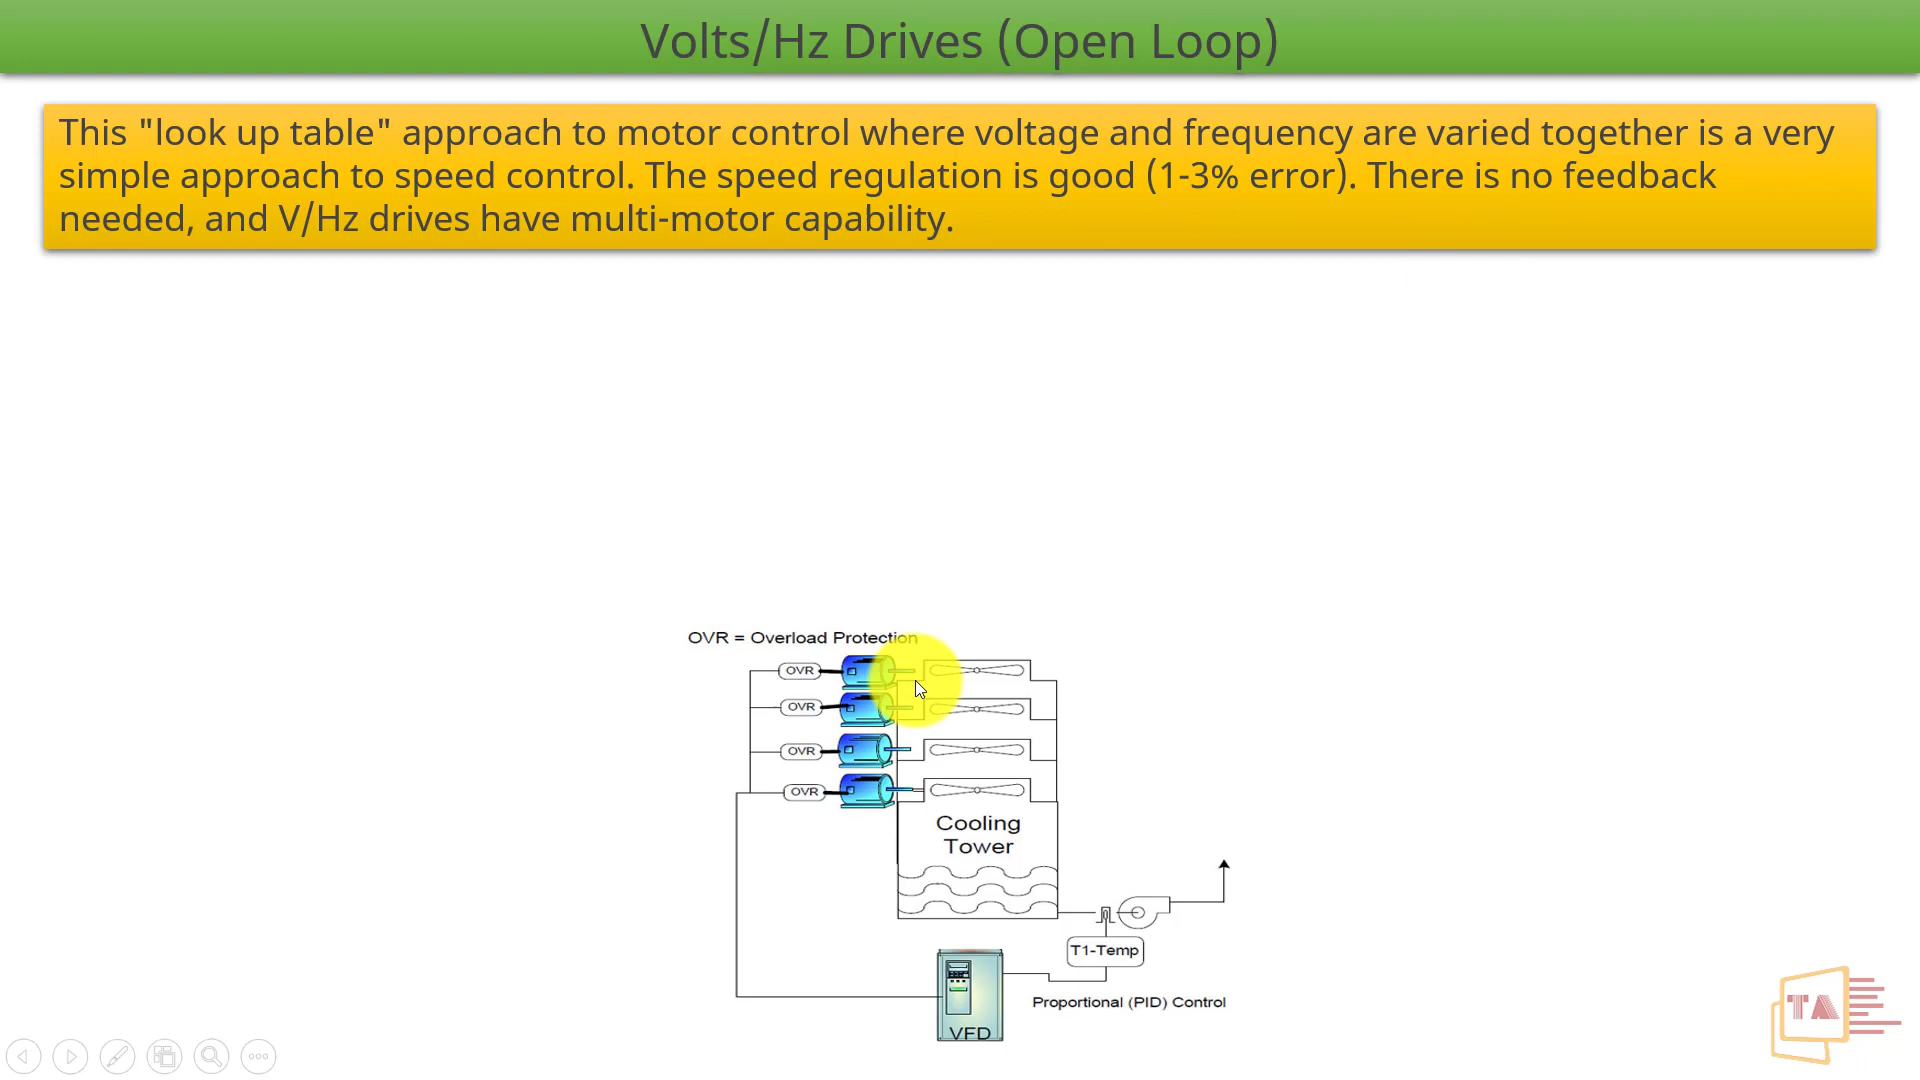 Volts/Hz Drives (Open Loop)
This "look up table" approach to motor control where voltage and frequency are varied together is a very
simple approach to speed control. The speed regulation is good (1-3% error). There is no feedback
needed, and V/Hz drives have multi-motor capability.
OVR = Overload Protection
OVR
OVR
OVR
OVR
Cooling
Tower
T1-Temp
Proportional (PID) Control
VFD
TA